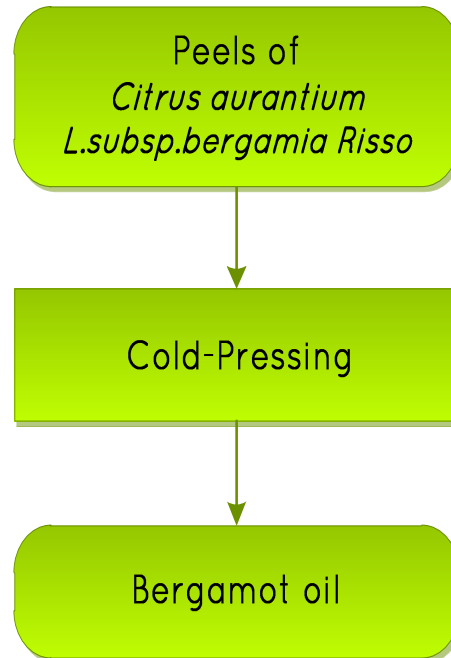 Peels of
Citrus aurantium
L.subsp.bergamia Risso
Cold-Pressing
Bergamot oil